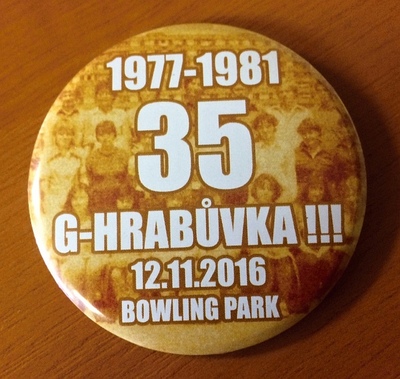 1977-1981
35
G-HRABŮVKA !!!
12.11.2016
BOWLING PARK